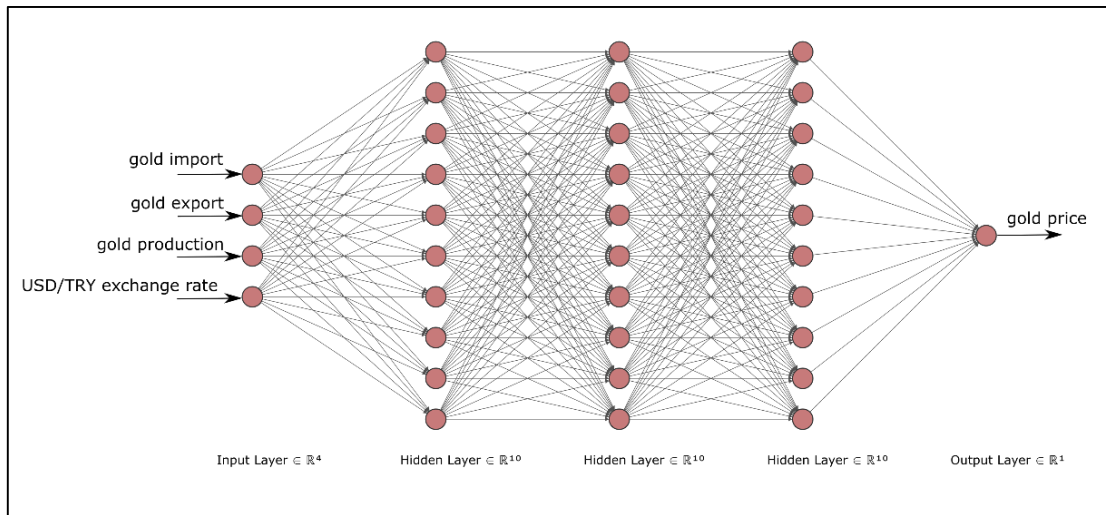 gold import
gold export
gold production
USD/TRY exchange rate
gold price
Input Layer ∈ ℝ⁴
Hidden Layer ∈ ℝ¹⁰
Hidden Layer ∈ ℝ¹⁰
Hidden Layer ∈ ℝ¹⁰
Output Layer ∈ ℝ¹